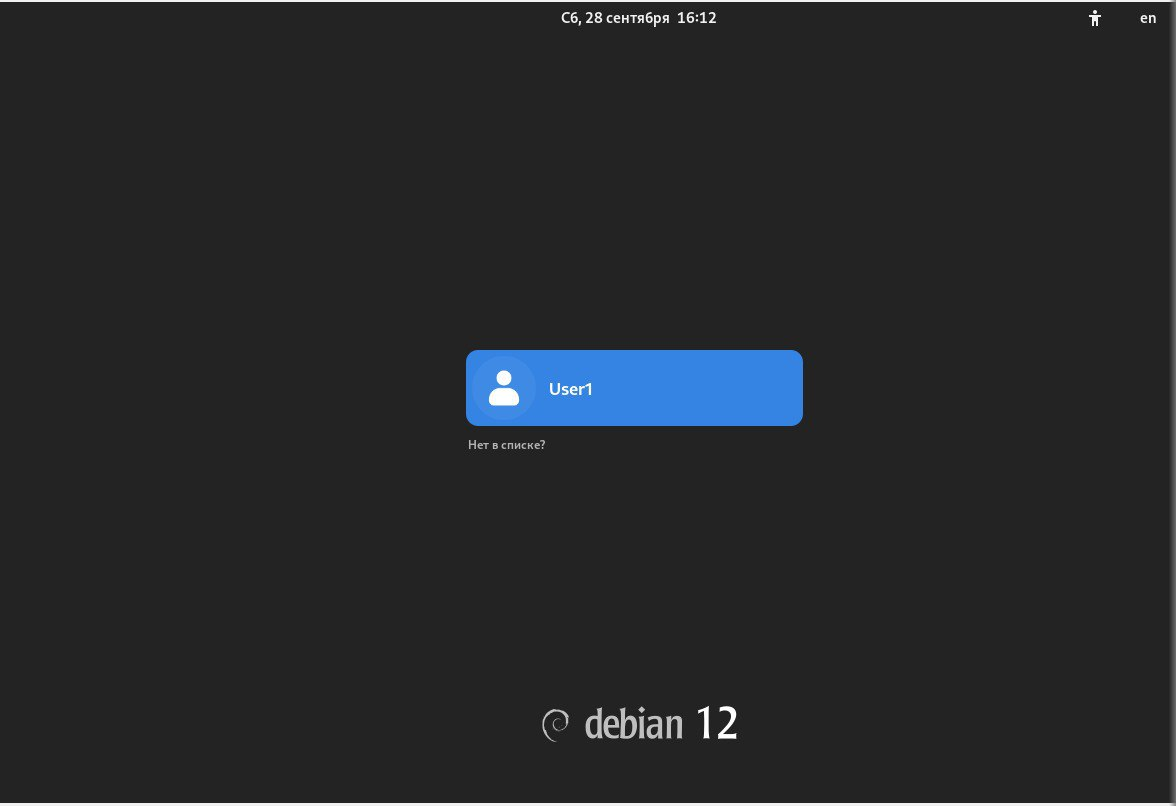 Сб, 28 сентября 16:12
en
User1
Нет в списке?
debian 12